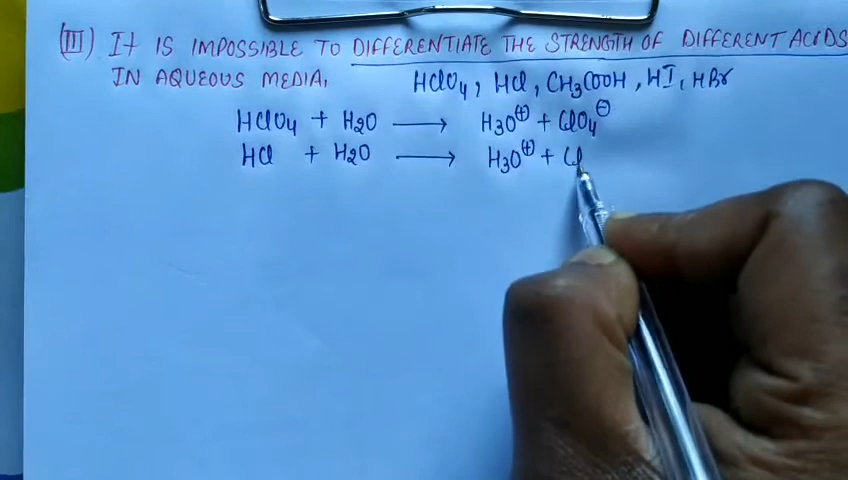 (III) IT IS IMPOSSIBLE TO DIFFERENTIATE THE STRENGTH OF DIFFERENT ACIDS
IN AQUEOUS MEDIA, HClO₄, HCl, CH₃COOH, HI, HBr
HClO₄ + H₂O ⟶ H₃O⊕ + ClO₄⊖
HCl + H₂O ⟶ H₃O⊕ + Cl